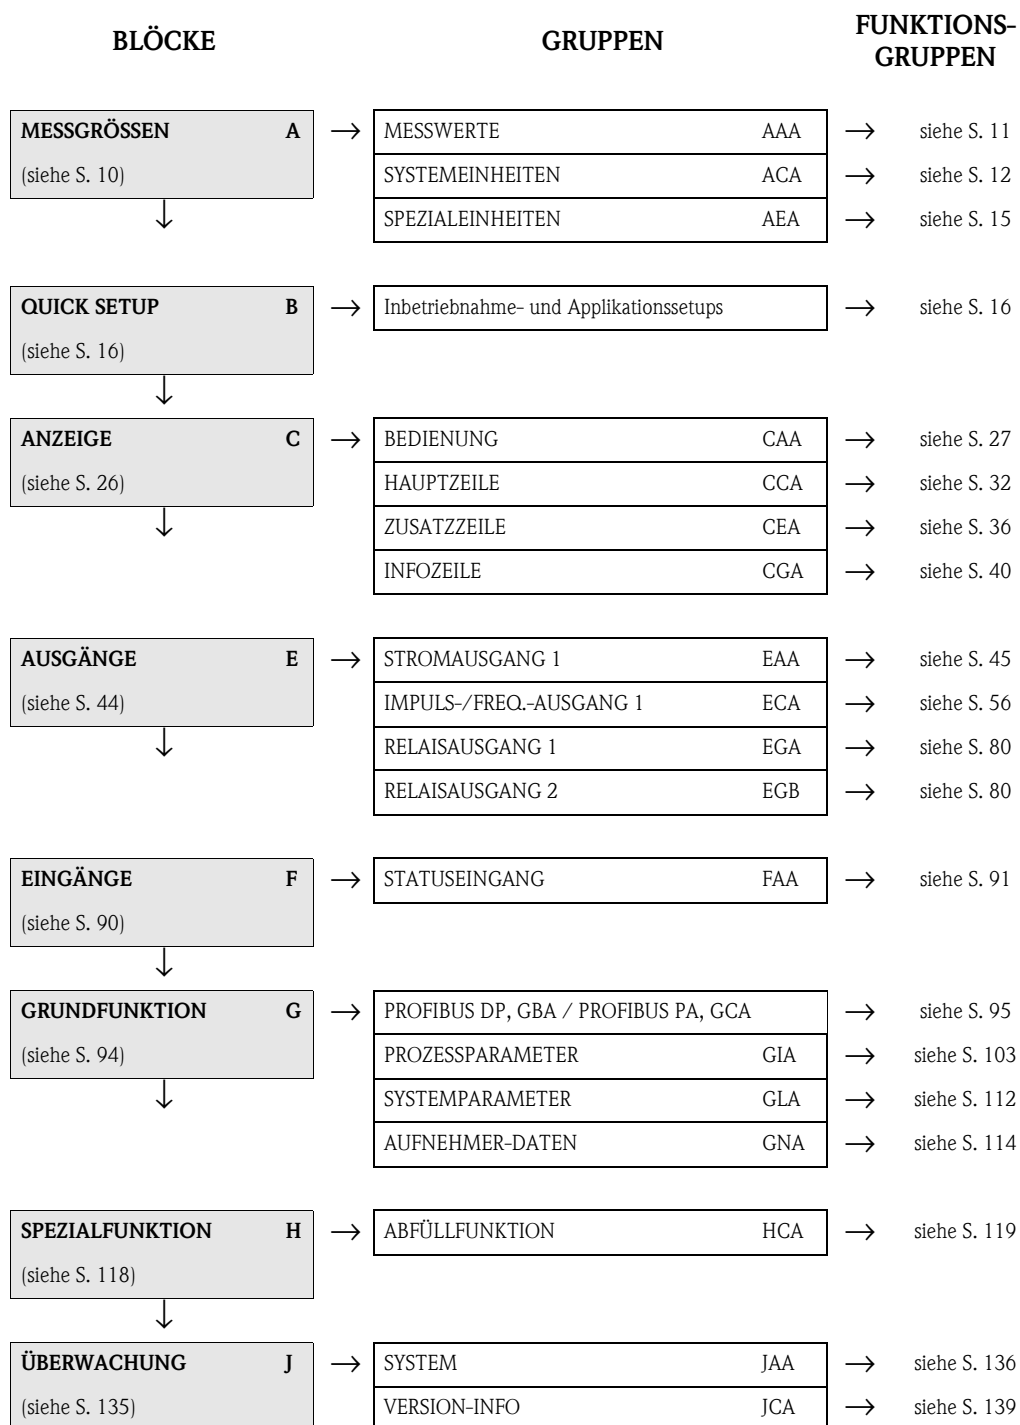 BLÖCKE GRUPPEN FUNKTIONS-
GRUPPEN
MESSGRÖSSEN A → MESSWERTE AAA → siehe S. 11
(siehe S. 10) SYSTEMEINHEITEN ACA → siehe S. 12
↓ SPEZIALEINHEITEN AEA → siehe S. 15
QUICK SETUP B → Inbetriebnahme- und Applikationssetups → siehe S. 16
(siehe S. 16)
↓
ANZEIGE C → BEDIENUNG CAA → siehe S. 27
(siehe S. 26) HAUPTZEILE CCA → siehe S. 32
↓ ZUSATZZEILE CEA → siehe S. 36
INFOZEILE CGA → siehe S. 40
AUSGÄNGE E → STROMAUSGANG 1 EAA → siehe S. 45
(siehe S. 44) IMPULS-/FREQ.-AUSGANG 1 ECA → siehe S. 56
↓ RELAISAUSGANG 1 EGA → siehe S. 80
RELAISAUSGANG 2 EGB → siehe S. 80
EINGÄNGE F → STATUSEINGANG FAA → siehe S. 91
(siehe S. 90)
↓
GRUNDFUNKTION G → PROFIBUS DP, GBA / PROFIBUS PA, GCA → siehe S. 95
(siehe S. 94) PROZESSPARAMETER GIA → siehe S. 103
↓ SYSTEMPARAMETER GLA → siehe S. 112
AUFNEHMER-DATEN GNA → siehe S. 114
SPEZIALFUNKTION H → ABFÜLLFUNKTION HCA → siehe S. 119
(siehe S. 118)
↓
ÜBERWACHUNG J → SYSTEM JAA → siehe S. 136
(siehe S. 135) VERSION-INFO JCA → siehe S. 139